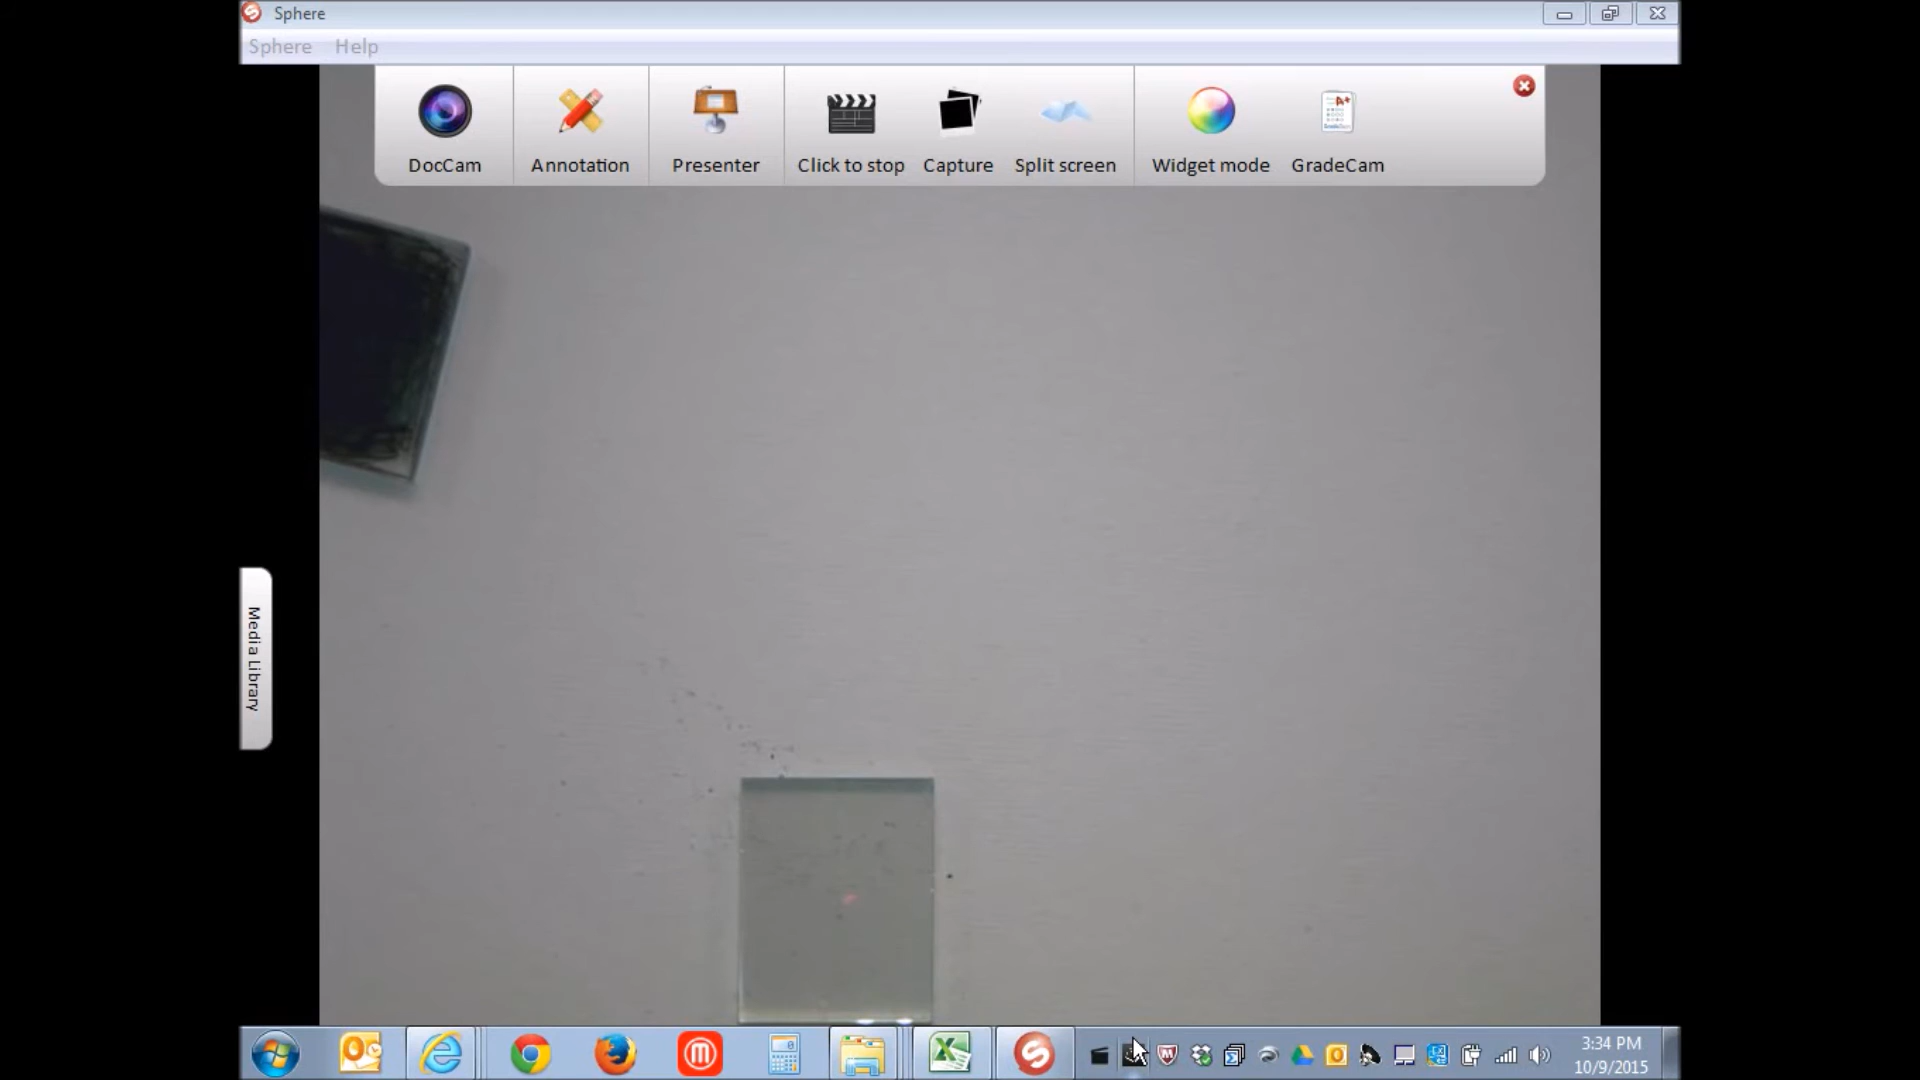 Sphere
Sphere Help
DocCam Annotation Presenter Click to stop Capture Split screen Widget mode GradeCam
Media Library
3:34 PM
10/9/2015